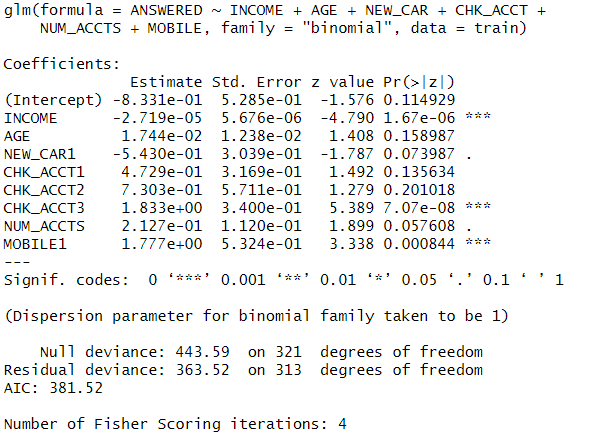 glm(formula = ANSWERED ~ INCOME + AGE + NEW_CAR + CHK_ACCT +
    NUM_ACCTS + MOBILE, family = "binomial", data = train)

Coefficients:
              Estimate Std. Error z value Pr(>|z|)
(Intercept) -8.331e-01  5.285e-01  -1.576 0.114929
INCOME      -2.719e-05  5.676e-06  -4.790 1.67e-06 ***
AGE          1.744e-02  1.238e-02   1.408 0.158987
NEW_CAR1    -5.430e-01  3.039e-01  -1.787 0.073987 .
CHK_ACCT1    4.729e-01  3.169e-01   1.492 0.135634
CHK_ACCT2    7.303e-01  5.711e-01   1.279 0.201018
CHK_ACCT3    1.833e+00  3.400e-01   5.389 7.07e-08 ***
NUM_ACCTS    2.127e-01  1.120e-01   1.899 0.057608 .
MOBILE1      1.777e+00  5.324e-01   3.338 0.000844 ***
---
Signif. codes:  0 ‘***’ 0.001 ‘**’ 0.01 ‘*’ 0.05 ‘.’ 0.1 ‘ ’ 1

(Dispersion parameter for binomial family taken to be 1)

    Null deviance: 443.59  on 321  degrees of freedom
Residual deviance: 363.52  on 313  degrees of freedom
AIC: 381.52

Number of Fisher Scoring iterations: 4